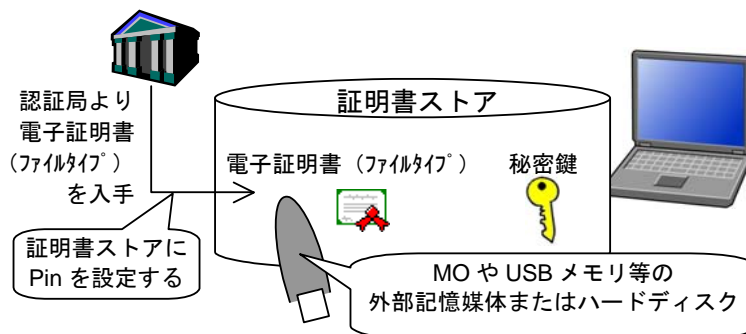 認証局より
電子証明書
（ﾌｧｲﾙﾀｲﾌﾟ）
を入手
証明書ストア
電子証明書（ﾌｧｲﾙﾀｲﾌﾟ）
秘密鍵
証明書ストアに
Pin を設定する
MO や USB メモリ等の
外部記憶媒体またはハードディスク